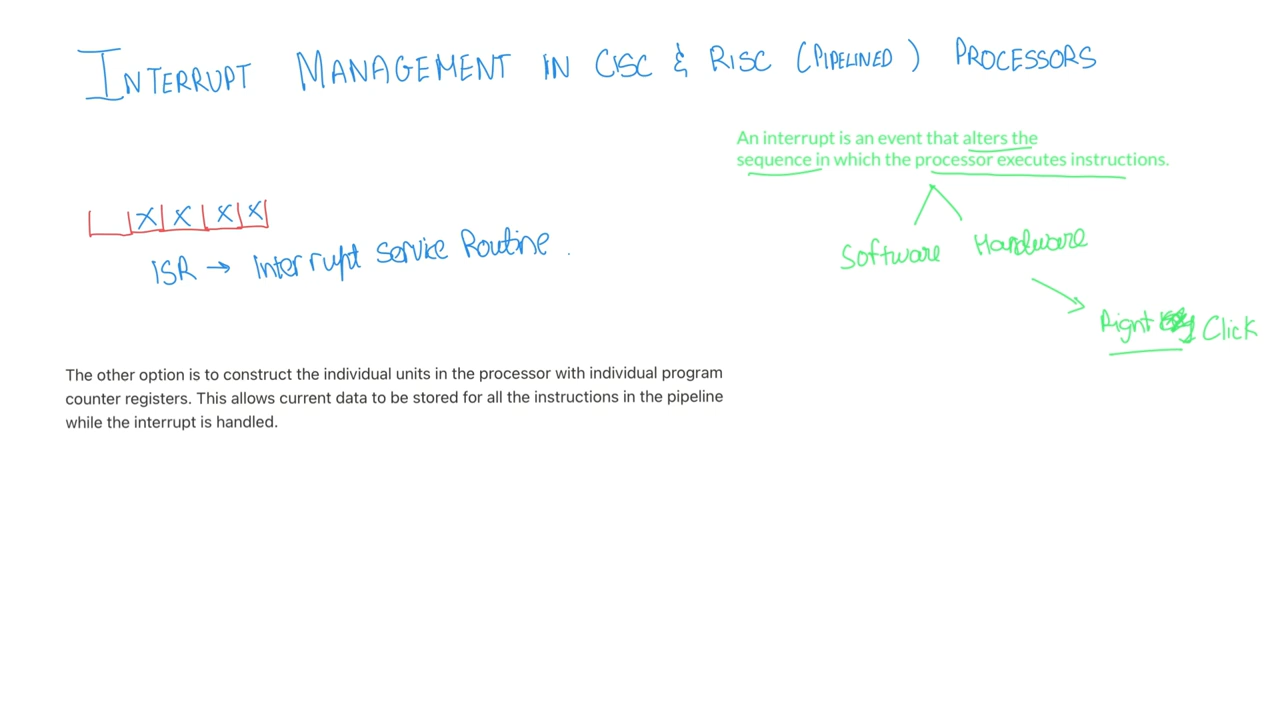 INTERRUPT MANAGEMENT IN CISC & RISC (PIPELINED) PROCESSORS
An interrupt is an event that alters the
sequence in which the processor executes instructions.
Software Hardware
Right Click
X X X X
ISR → Interrupt Service Routine.
The other option is to construct the individual units in the processor with individual program
counter registers. This allows current data to be stored for all the instructions in the pipeline
while the interrupt is handled.